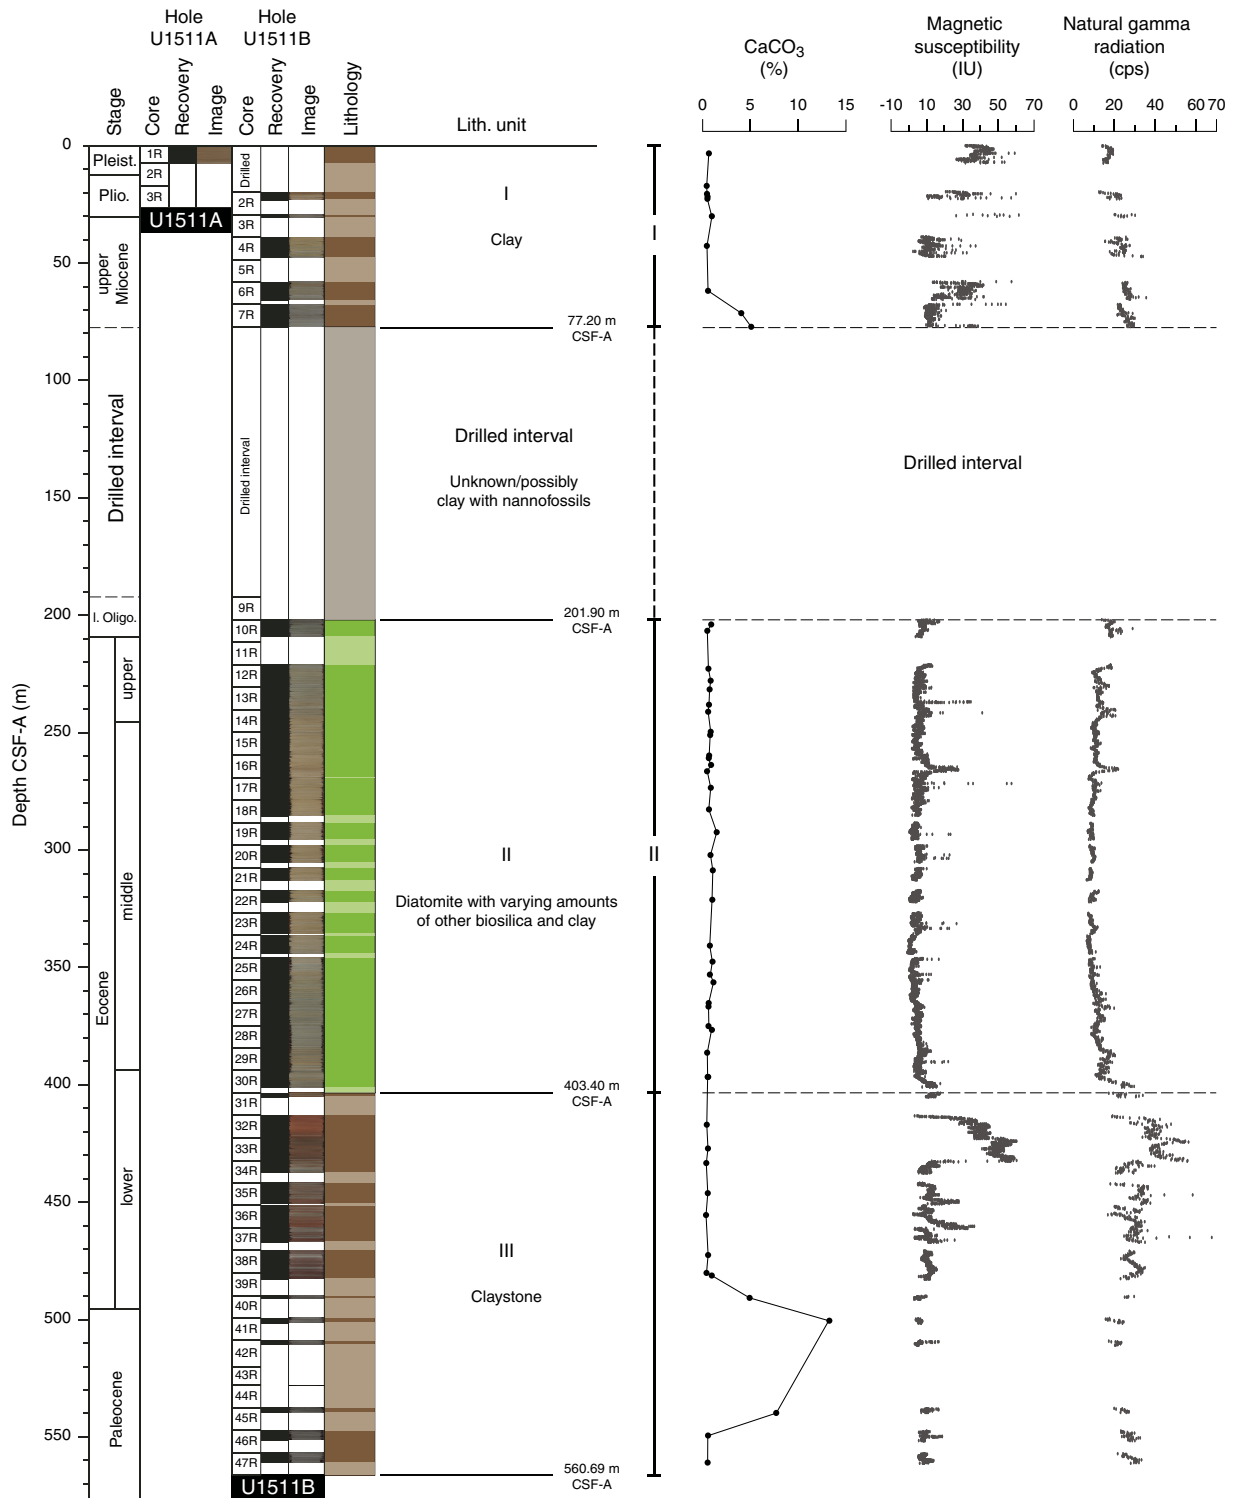 Hole
U1511A
Hole
U1511B
Stage
Core
Recovery
Image
Core
Recovery
Image
Lithology
Lith. unit
CaCO3
(%)
Magnetic
susceptibility
(IU)
Natural gamma
radiation
(cps)
0 5 10 15
-10 10 30 50 70
0 20 40 60 70
Depth CSF-A (m)
0
50
100
150
200
250
300
350
400
450
500
550
Pleist.
Plio.
upper
Miocene
Drilled interval
l. Oligo.
Eocene
upper
middle
lower
Paleocene
1R
2R
3R
U1511A
Drilled
2R
3R
4R
5R
6R
7R
Drilled interval
9R
10R
11R
12R
13R
14R
15R
16R
17R
18R
19R
20R
21R
22R
23R
24R
25R
26R
27R
28R
29R
30R
31R
32R
33R
34R
35R
36R
37R
38R
39R
40R
41R
42R
43R
44R
45R
46R
47R
U1511B
I
Clay
77.20 m
CSF-A
Drilled interval
Unknown/possibly
clay with nannofossils
Drilled interval
201.90 m
CSF-A
II
II
Diatomite with varying amounts
of other biosilica and clay
403.40 m
CSF-A
III
Claystone
560.69 m
CSF-A